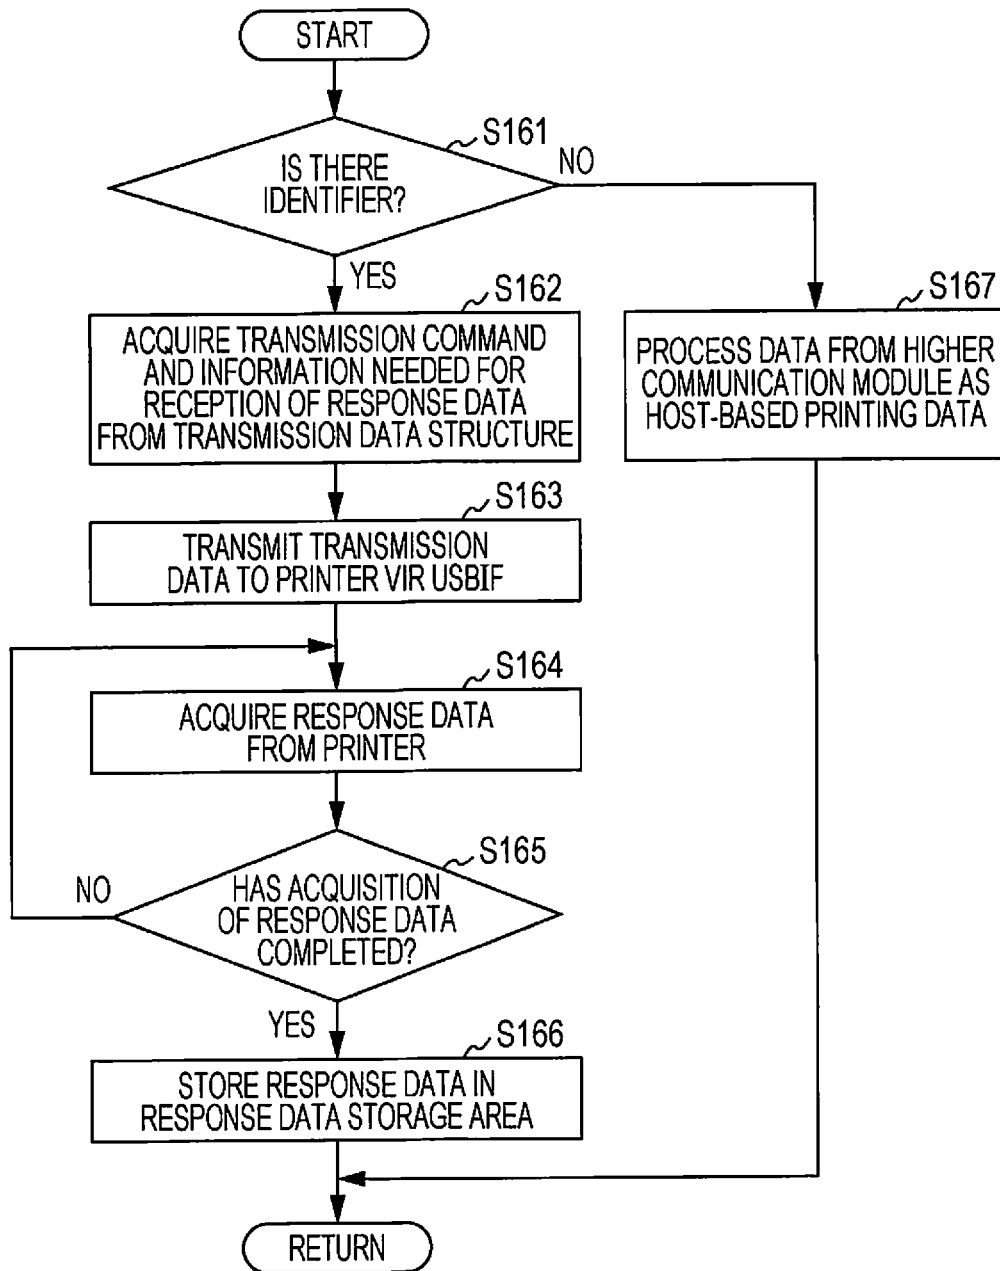 START
S161
IS THERE
IDENTIFIER?
NO
YES
S162
ACQUIRE TRANSMISSION COMMAND
AND INFORMATION NEEDED FOR
RECEPTION OF RESPONSE DATA
FROM TRANSMISSION DATA STRUCTURE
S167
PROCESS DATA FROM HIGHER
COMMUNICATION MODULE AS
HOST-BASED PRINTING DATA
S163
TRANSMIT TRANSMISSION
DATA TO PRINTER VIR USBIF
S164
ACQUIRE RESPONSE DATA
FROM PRINTER
S165
HAS ACQUISITION
OF RESPONSE DATA
COMPLETED?
NO
YES
S166
STORE RESPONSE DATA IN
RESPONSE DATA STORAGE AREA
RETURN